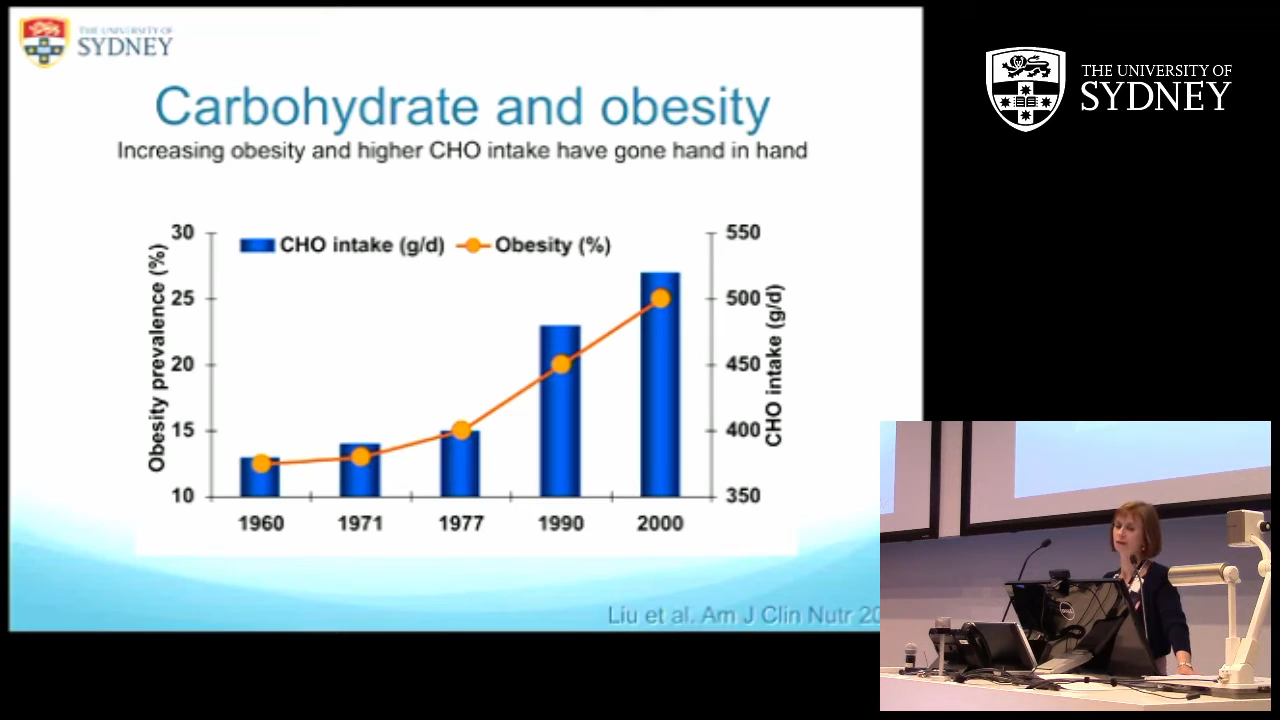 THE UNIVERSITY OF
SYDNEY
Carbohydrate and obesity
Increasing obesity and higher CHO intake have gone hand in hand
CHO intake (g/d) Obesity (%)
Obesity prevalence (%)
30
25
20
15
10
550
500
450
400
350
CHO intake (g/d)
1960 1971 1977 1990 2000
Liu et al. Am J Clin Nutr 20
THE UNIVERSITY OF
SYDNEY
DELL